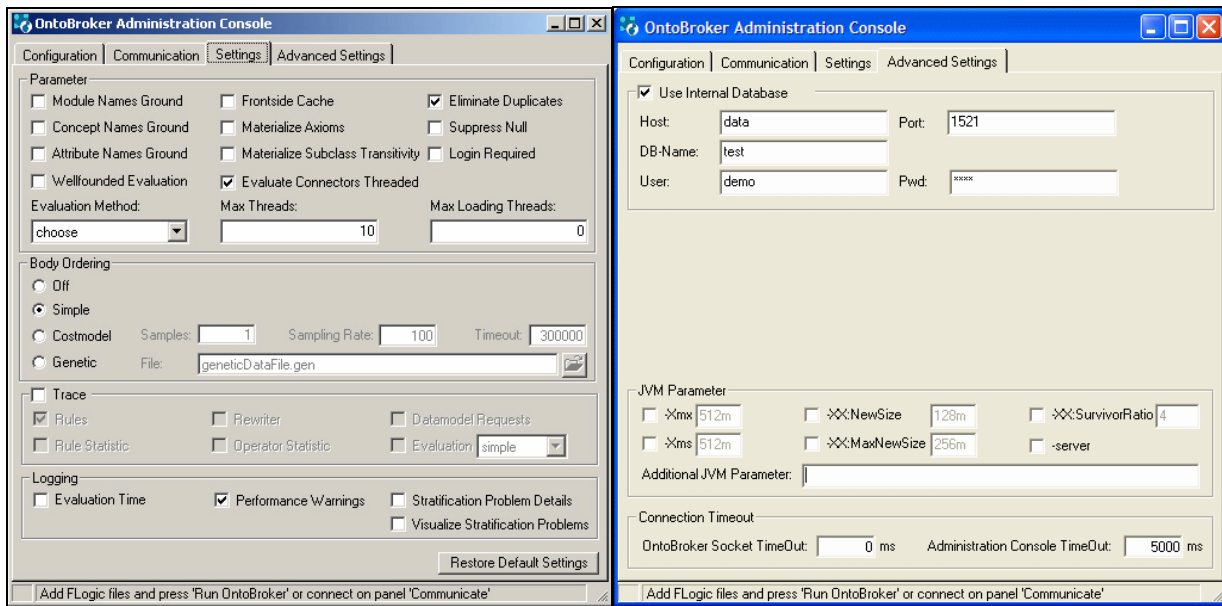 OntoBroker Administration Console
Configuration Communication Settings Advanced Settings
Parameter
Module Names Ground Frontside Cache Eliminate Duplicates
Concept Names Ground Materialize Axioms Suppress Null
Attribute Names Ground Materialize Subclass Transitivity Login Required
Wellfounded Evaluation Evaluate Connectors Threaded
Evaluation Method: Max Threads: Max Loading Threads:
choose 10 0
Body Ordering
Off
Simple
Costmodel Samples: 1 Sampling Rate: 100 Timeout: 300000
Genetic File: geneticDataFile.gen
Trace
Rules Rewriter Datamodel Requests
Rule Statistic Operator Statistic Evaluation simple
Logging
Evaluation Time Performance Warnings Stratification Problem Details
Visualize Stratification Problems
Restore Default Settings
Add FLogic files and press 'Run OntoBroker' or connect on panel 'Communicate'
OntoBroker Administration Console
Configuration Communication Settings Advanced Settings
Use Internal Database
Host: data Port: 1521
DB-Name: test
User: demo Pwd: ****
JVM Parameter
-Xmx 512m -XX:NewSize 128m -XX:SurvivorRatio 4
-Xms 512m -XX:MaxNewSize 256m -server
Additional JVM Parameter:
Connection Timeout
OntoBroker Socket TimeOut: 0 ms Administration Console TimeOut: 5000 ms
Add FLogic files and press 'Run OntoBroker' or connect on panel 'Communicate'